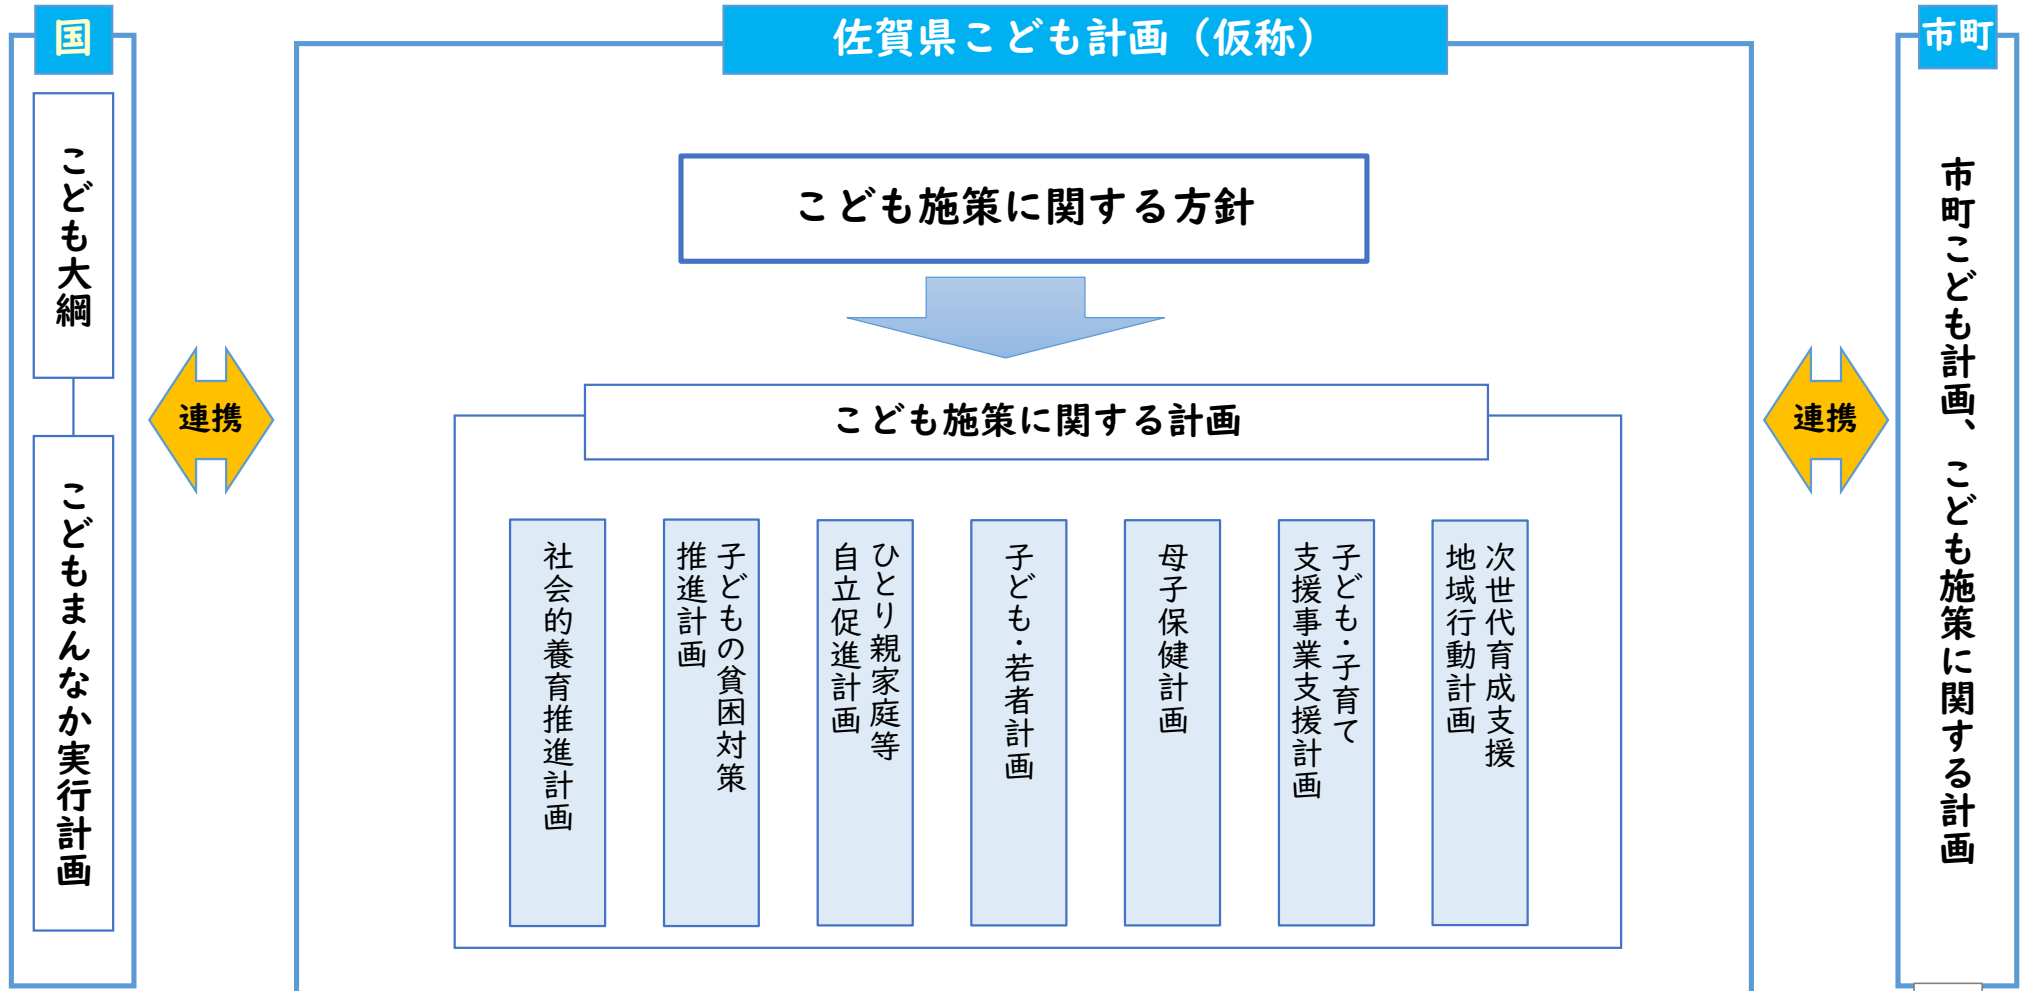 国
こども大綱
こどもまんなか実行計画
連携
佐賀県こども計画（仮称）
こども施策に関する方針
こども施策に関する計画
社会的養育推進計画
子どもの貧困対策
推進計画
ひとり親家庭等
自立促進計画
子ども・若者計画
母子保健計画
子ども・子育て
支援事業支援計画
次世代育成支援
地域行動計画
連携
市町
市町こども計画、こども施策に関する計画